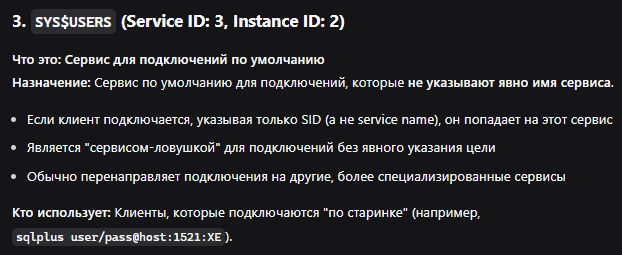 3. SYS$USERS (Service ID: 3, Instance ID: 2)
Что это: Сервис для подключений по умолчанию
Назначение: Сервис по умолчанию для подключений, которые не указывают явно имя сервиса.
• Если клиент подключается, указывая только SID (а не service name), он попадает на этот сервис
• Является "сервисом-ловушкой" для подключений без явного указания цели
• Обычно перенаправляет подключения на другие, более специализированные сервисы
Кто использует: Клиенты, которые подключаются "по старинке" (например,
sqlplus user/pass@host:1521:XE ).